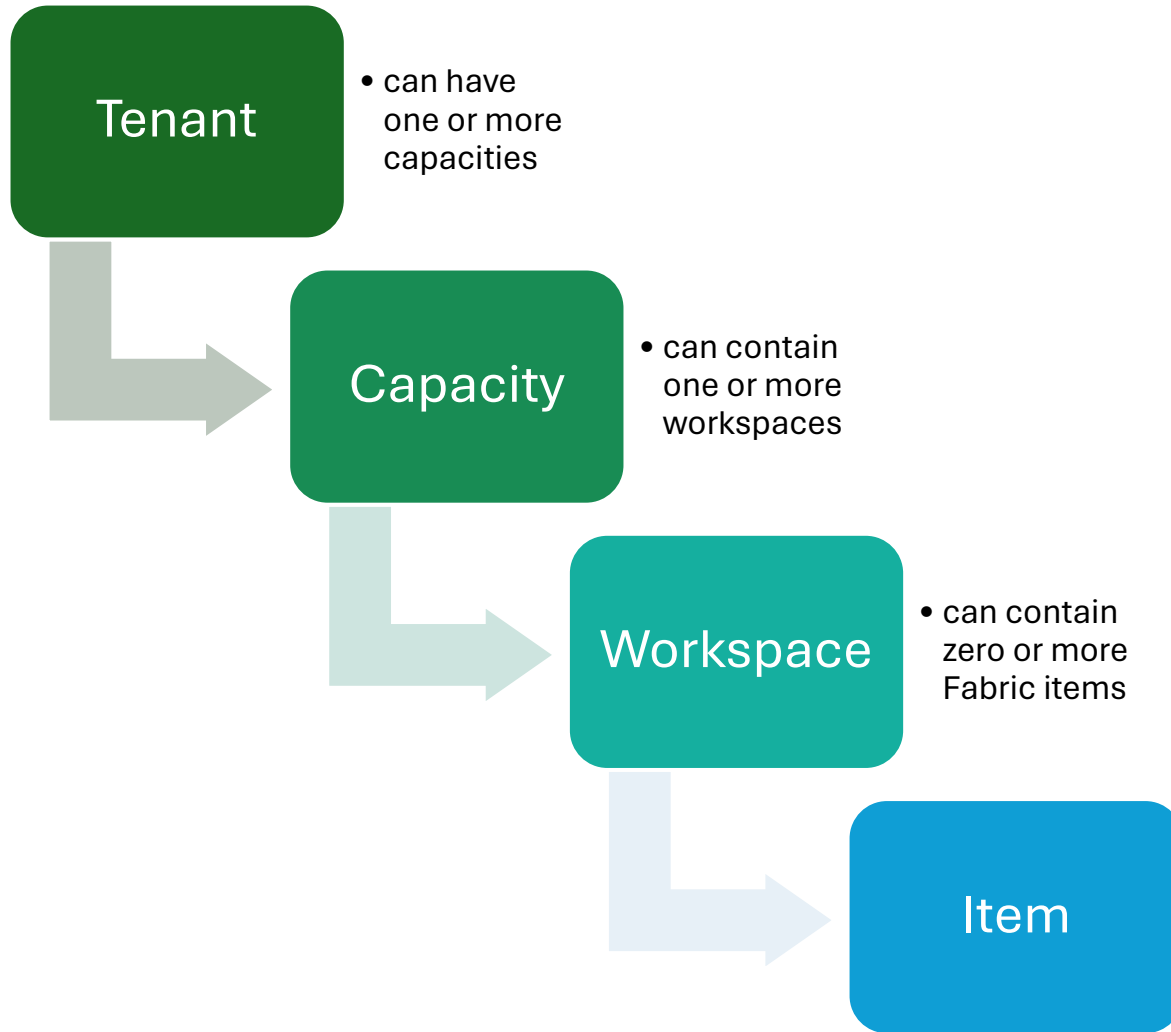 Tenant
• can have
one or more
capacities
Capacity
• can contain
one or more
workspaces
Workspace
• can contain
zero or more
Fabric items
Item